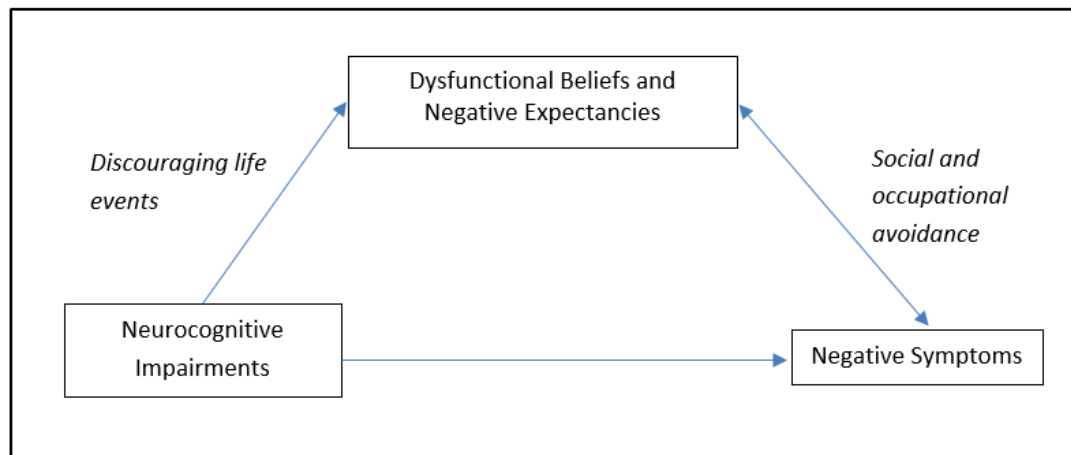 Dysfunctional Beliefs and
Negative Expectancies
Discouraging life
events
Social and
occupational
avoidance
Neurocognitive
Impairments
Negative Symptoms